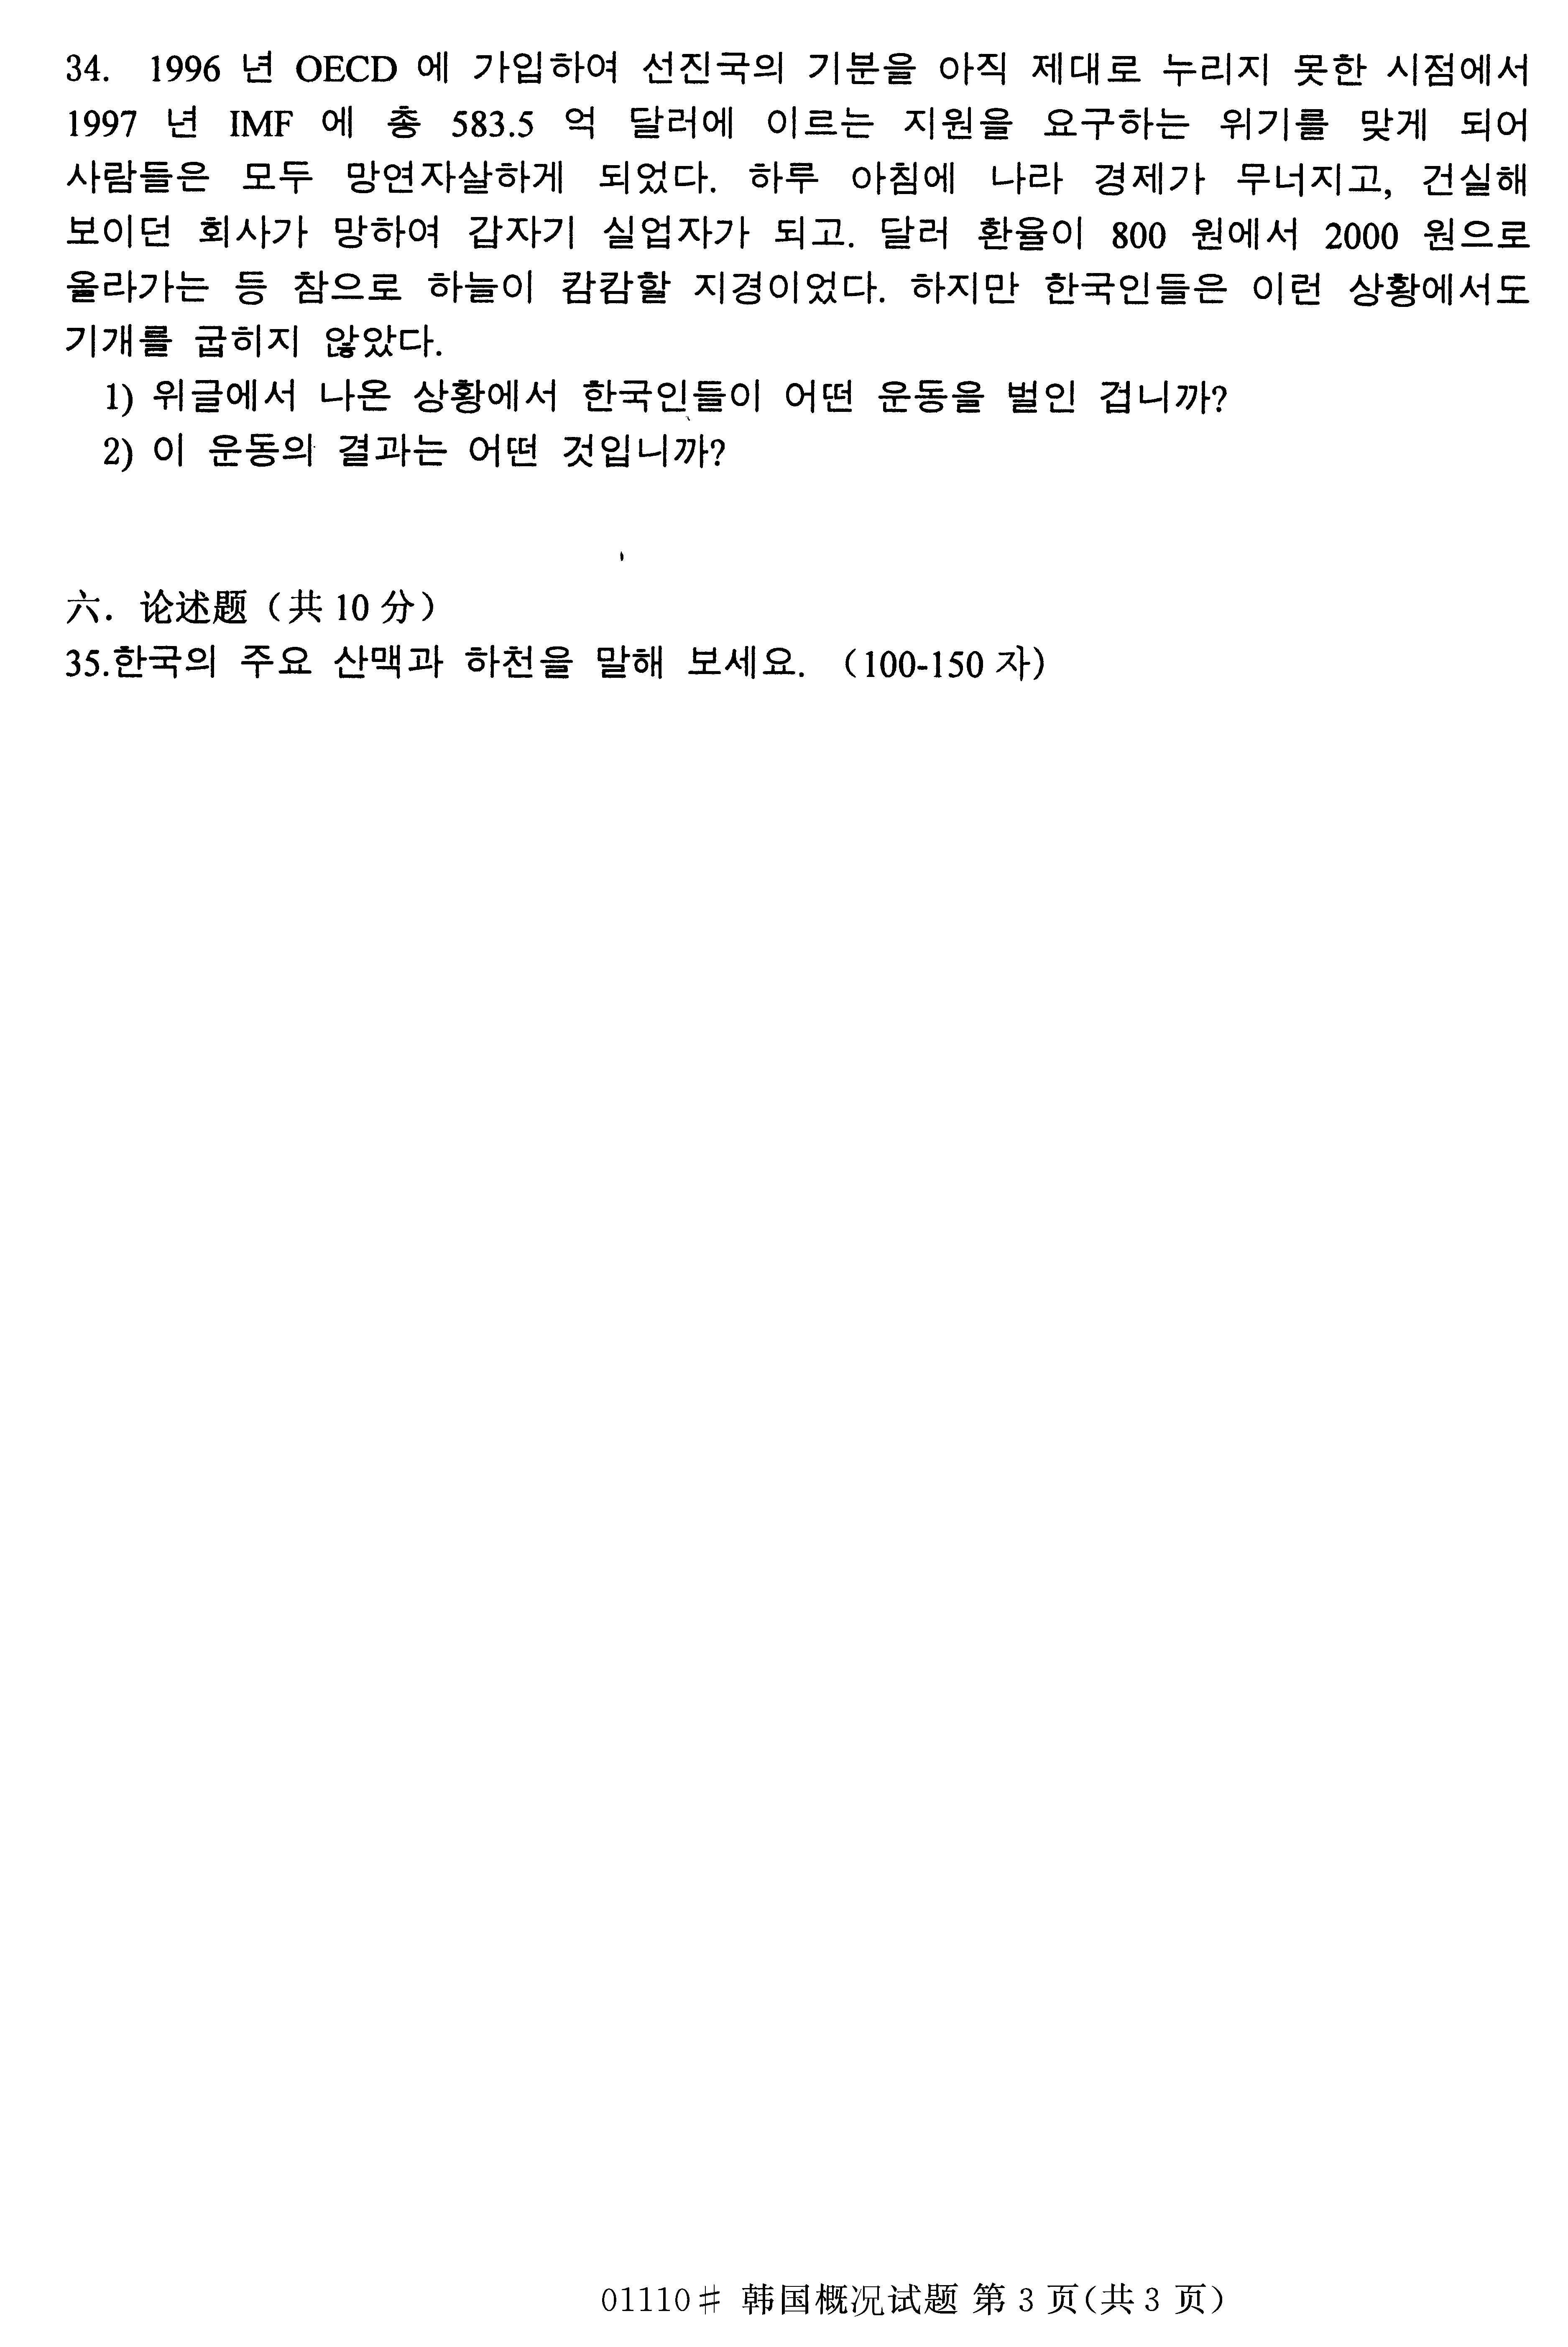 34. 1996 년 OECD 에 가입하여 선진국의 기분을 아직 제대로 누리지 못한 시점에서
1997 년 IMF 에 총 583.5 억 달러에 이르는 지원을 요구하는 위기를 맞게 되어
사람들은 모두 망연자살하게 되었다. 하루 아침에 나라 경제가 무너지고, 건실해
보이던 회사가 망하여 갑자기 실업자가 되고. 달러 환율이 800 원에서 2000 원으로
올라가는 등 참으로 하늘이 캄캄할 지경이었다. 하지만 한국인들은 이런 상황에서도
기개를 굽히지 않았다.
1) 위글에서 나온 상황에서 한국인들이 어떤 운동을 벌인 겁니까?
2) 이 운동의 결과는 어떤 것입니까?
六. 论述题（共 10 分）
35.한국의 주요 산맥과 하천을 말해 보세요.（100-150 자）
01110＃ 韩国概况试题 第 3 页(共 3 页)